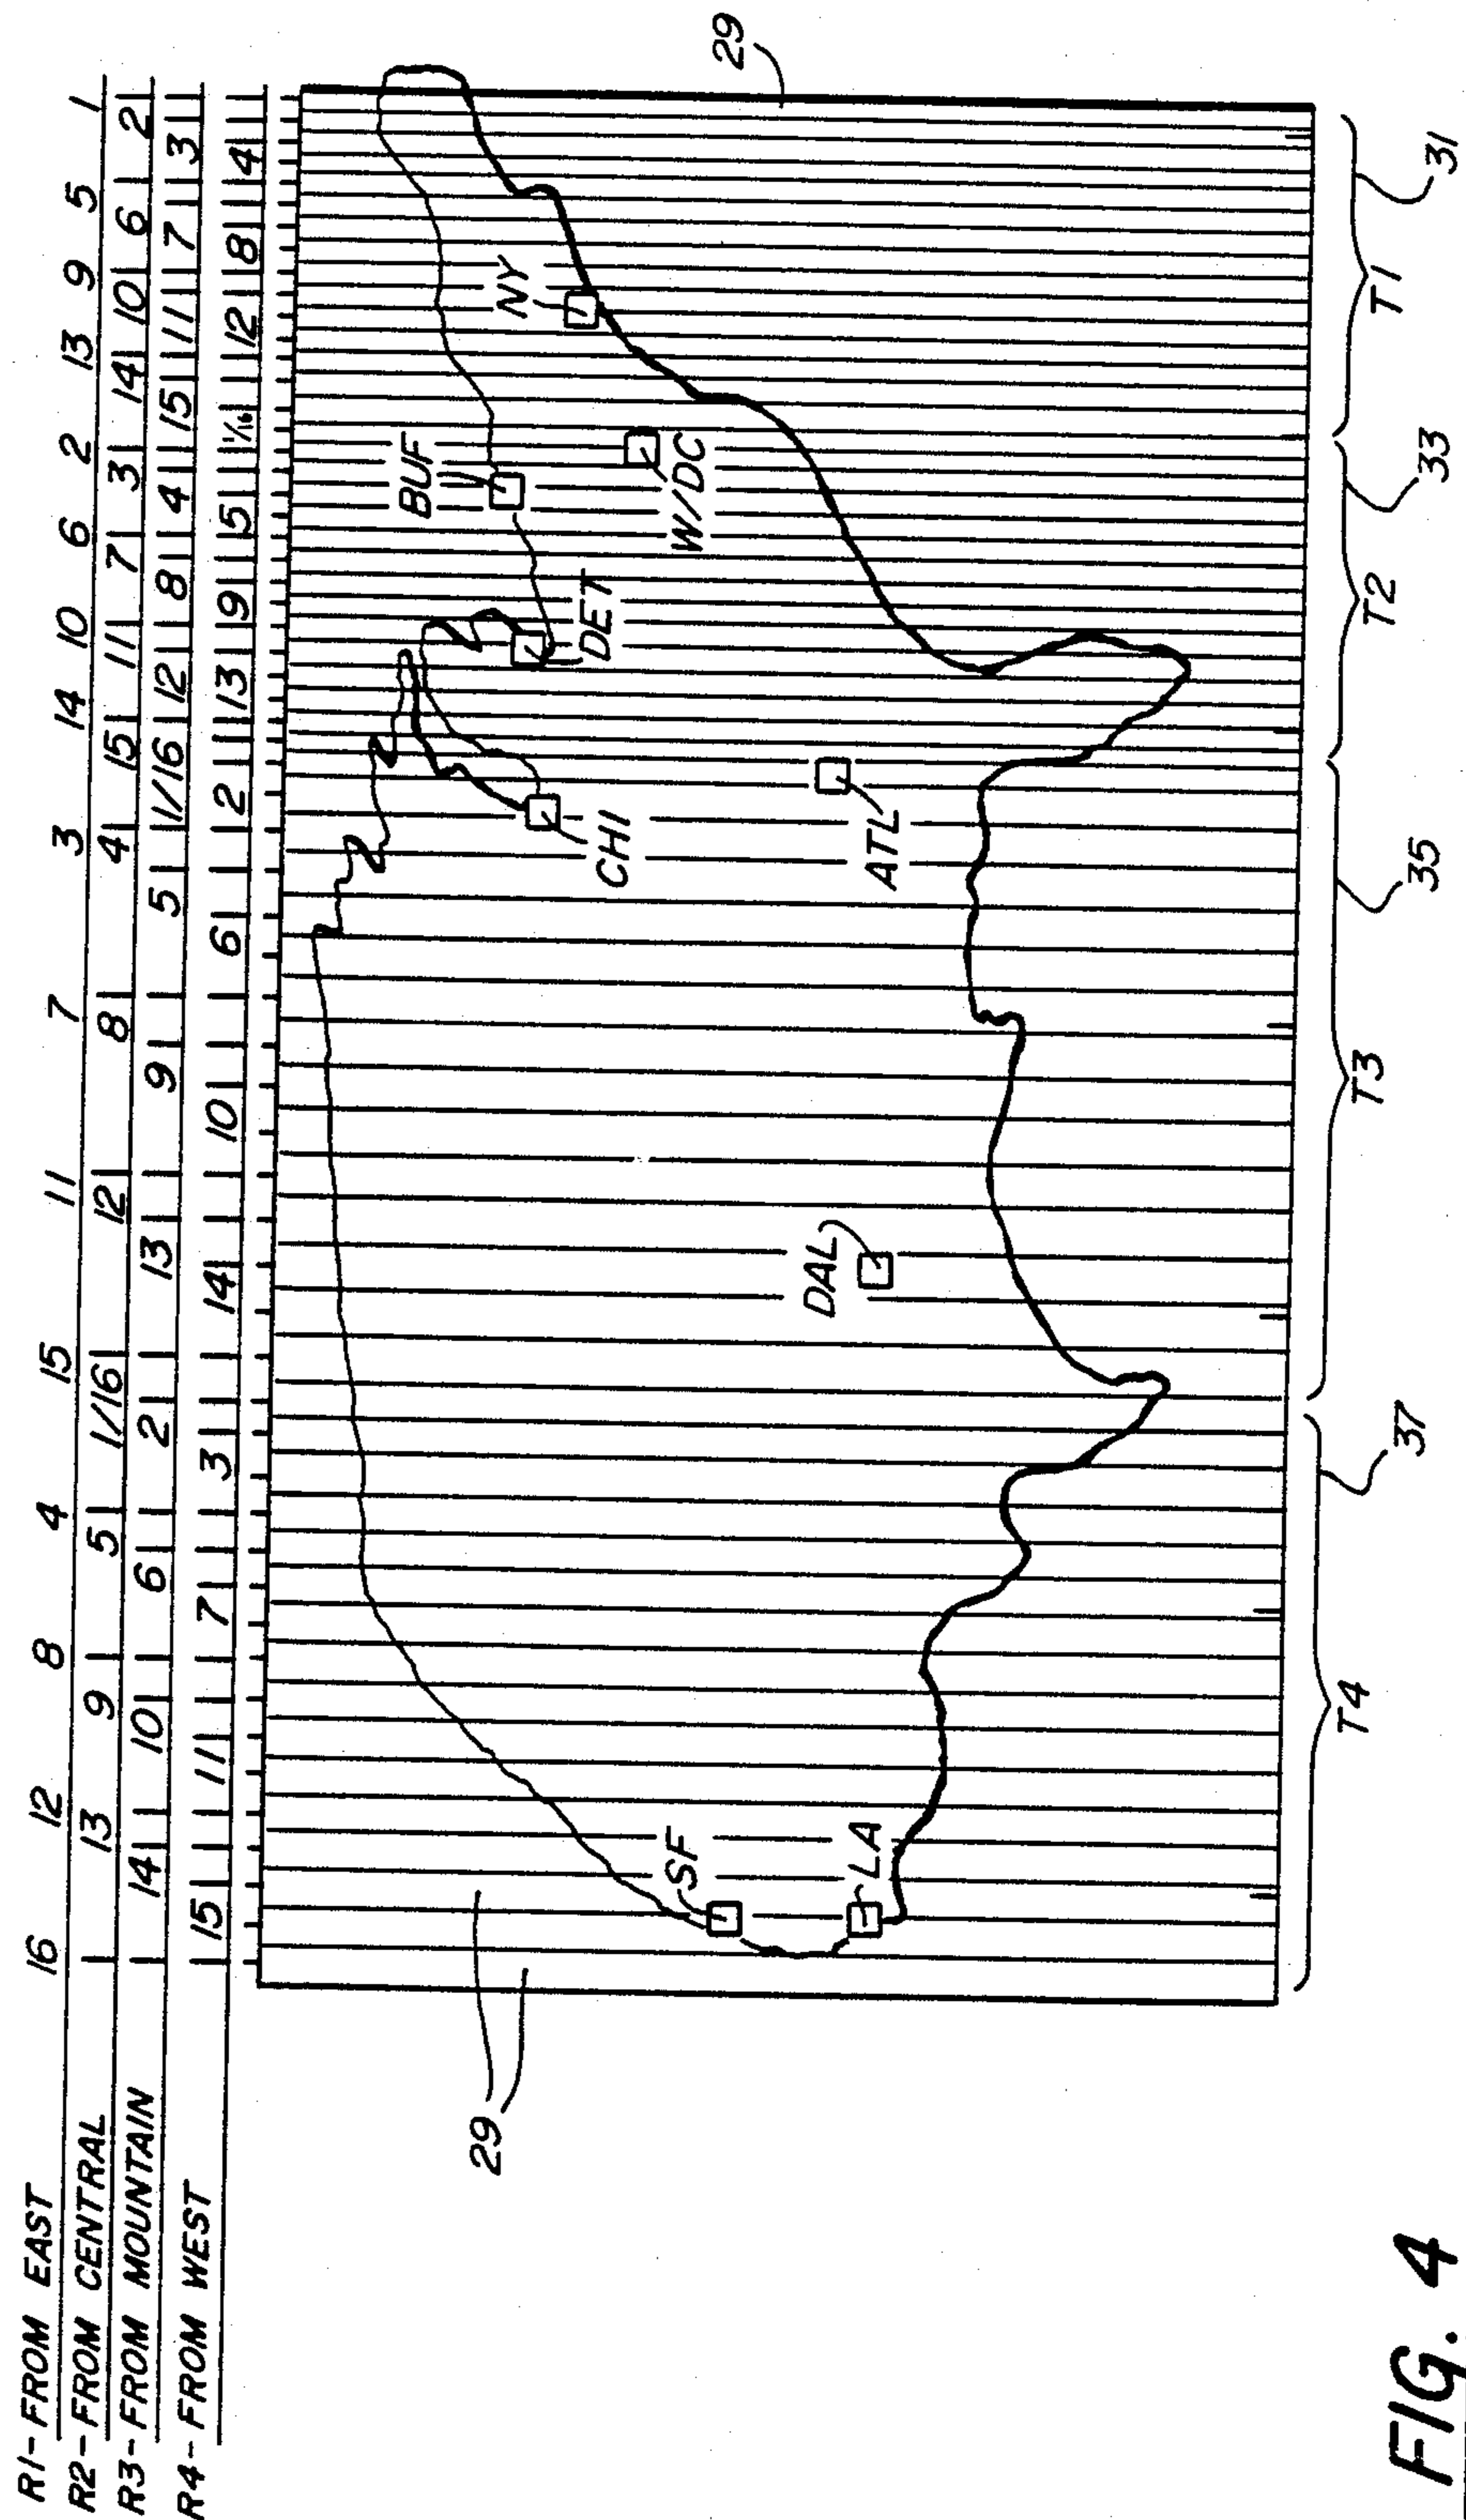 R1-FROM EAST 16 12 8 4 15 11 7 3 14 10 6 2 13 9 5 1
R2-FROM CENTRAL 13 9 5 1/16 12 8 4 15 11 7 3 14 10 6 2
R3-FROM MOUNTAIN 14 10 6 2 13 9 5 1/16 12 8 4 15 11 7 3
R4-FROM WEST 15 11 7 3 14 10 6 2 13 9 5 1/16 12 8 4
BUF
29
NY
DET
CHI
SF
W/DC
29
DAL
LA
ATL
T4
T3
T2
T1
37
35
33
31
FIG. 4